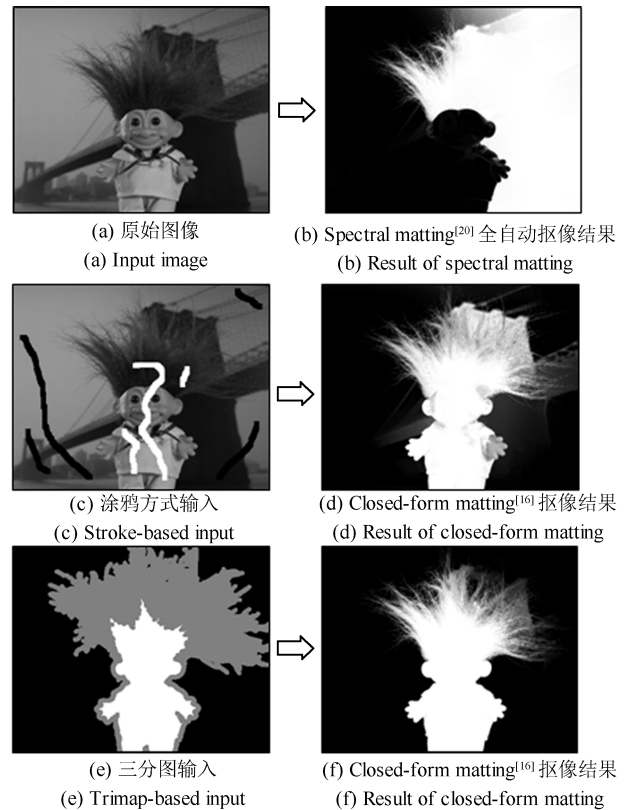 (a) 原始图像
(a) Input image
(b) Spectral matting[20] 全自动抠像结果
(b) Result of spectral matting
(c) 涂鸦方式输入
(c) Stroke-based input
(d) Closed-form matting[16] 抠像结果
(d) Result of closed-form matting
(e) 三分图输入
(e) Trimap-based input
(f) Closed-form matting[16] 抠像结果
(f) Result of closed-form matting